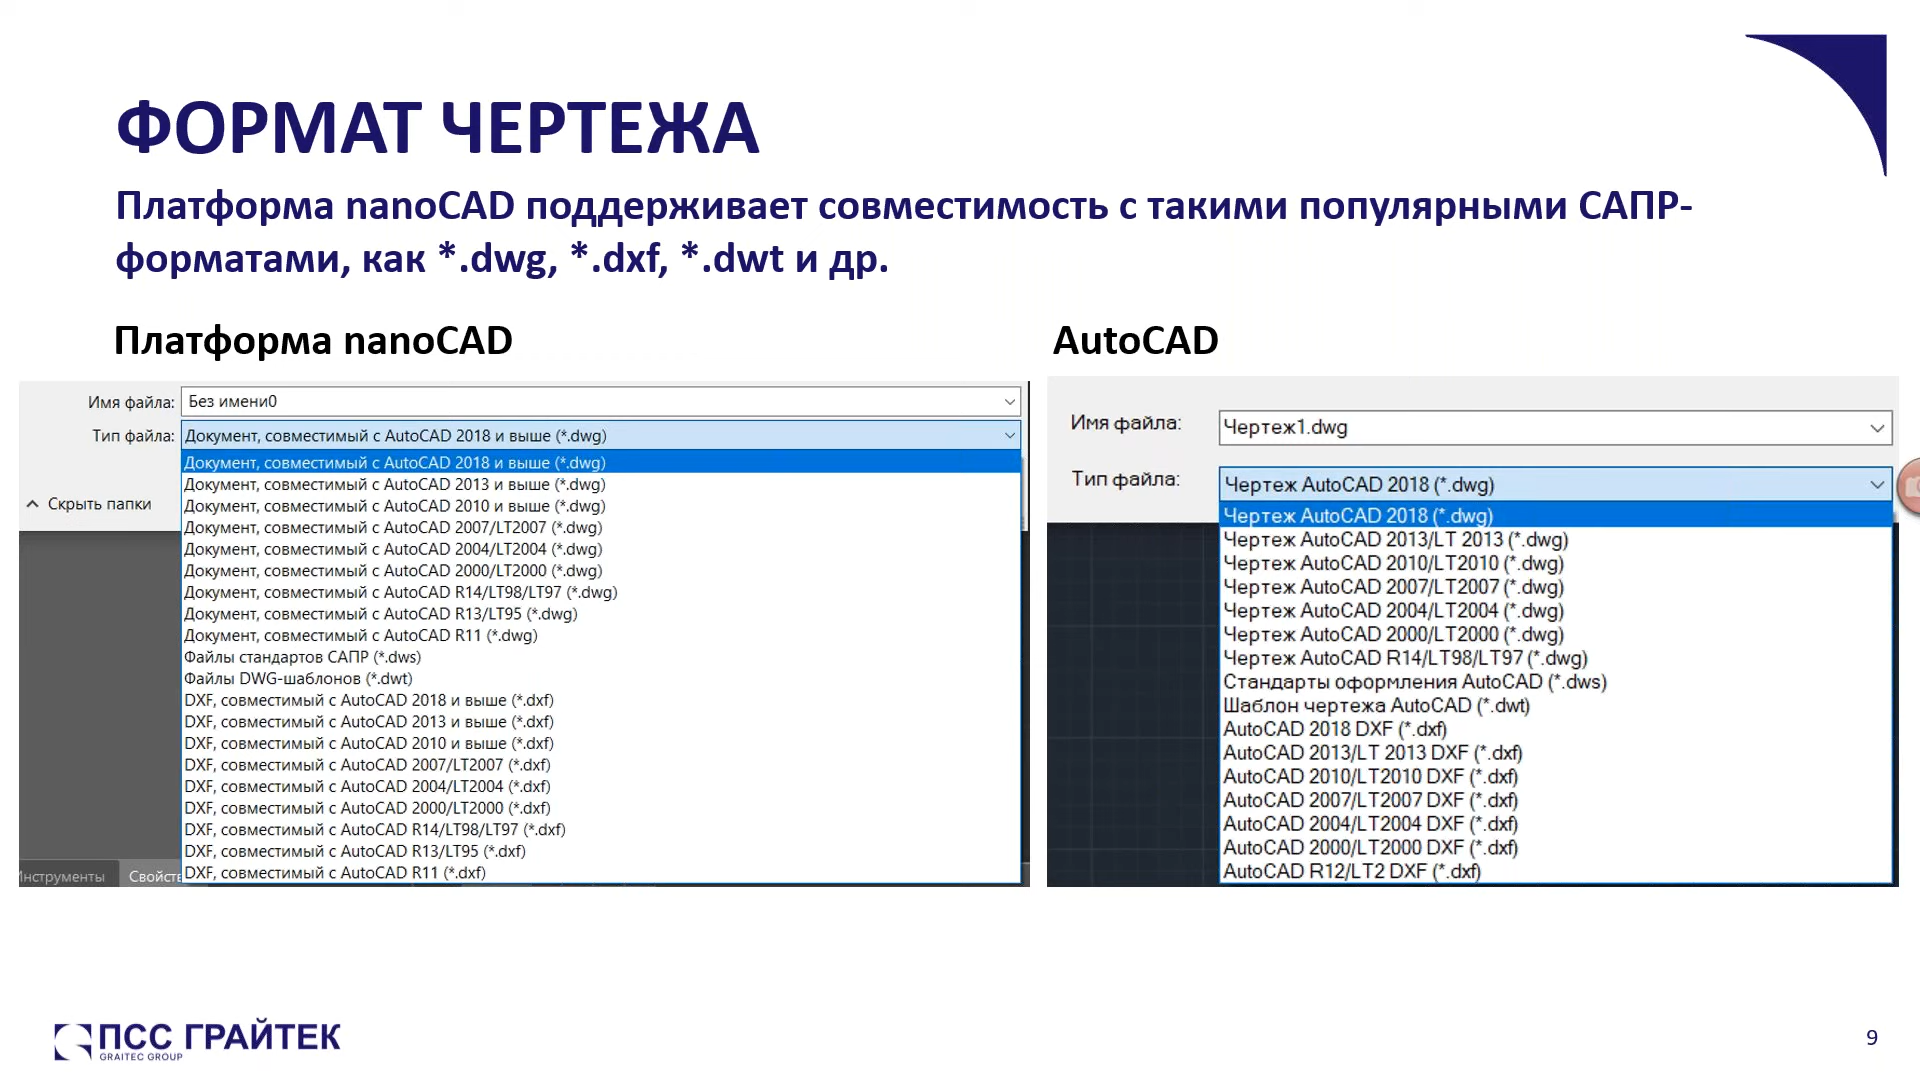 ФОРМАТ ЧЕРТЕЖА
Платформа nanoCAD поддерживает совместимость с такими популярными САПР-
форматами, как *.dwg, *.dxf, *.dwt и др.
Платформа nanoCAD
Имя файла: Без имени0
Тип файла: Документ, совместимый с AutoCAD 2018 и выше (*.dwg)
Документ, совместимый с AutoCAD 2018 и выше (*.dwg)
Документ, совместимый с AutoCAD 2013 и выше (*.dwg)
Скрыть папки
Документ, совместимый с AutoCAD 2010 и выше (*.dwg)
Документ, совместимый с AutoCAD 2007/LT2007 (*.dwg)
Документ, совместимый с AutoCAD 2004/LT2004 (*.dwg)
Документ, совместимый с AutoCAD 2000/LT2000 (*.dwg)
Документ, совместимый с AutoCAD R14/LT98/LT97 (*.dwg)
Документ, совместимый с AutoCAD R13/LT95 (*.dwg)
Документ, совместимый с AutoCAD R11 (*.dwg)
Файлы стандартов САПР (*.dws)
Файлы DWG-шаблонов (*.dwt)
DXF, совместимый с AutoCAD 2018 и выше (*.dxf)
DXF, совместимый с AutoCAD 2013 и выше (*.dxf)
DXF, совместимый с AutoCAD 2010 и выше (*.dxf)
DXF, совместимый с AutoCAD 2007/LT2007 (*.dxf)
DXF, совместимый с AutoCAD 2004/LT2004 (*.dxf)
DXF, совместимый с AutoCAD 2000/LT2000 (*.dxf)
DXF, совместимый с AutoCAD R14/LT98/LT97 (*.dxf)
DXF, совместимый с AutoCAD R13/LT95 (*.dxf)
DXF, совместимый с AutoCAD R11 (*.dxf)
Инструменты Свойств
AutoCAD
Имя файла: Чертеж1.dwg
Тип файла: Чертеж AutoCAD 2018 (*.dwg)
Чертеж AutoCAD 2018 (*.dwg)
Чертеж AutoCAD 2013/LT 2013 (*.dwg)
Чертеж AutoCAD 2010/LT2010 (*.dwg)
Чертеж AutoCAD 2007/LT2007 (*.dwg)
Чертеж AutoCAD 2004/LT2004 (*.dwg)
Чертеж AutoCAD 2000/LT2000 (*.dwg)
Чертеж AutoCAD R14/LT98/LT97 (*.dwg)
Стандарты оформления AutoCAD (*.dws)
Шаблон чертежа AutoCAD (*.dwt)
AutoCAD 2018 DXF (*.dxf)
AutoCAD 2013/LT 2013 DXF (*.dxf)
AutoCAD 2010/LT2010 DXF (*.dxf)
AutoCAD 2007/LT2007 DXF (*.dxf)
AutoCAD 2004/LT2004 DXF (*.dxf)
AutoCAD 2000/LT2000 DXF (*.dxf)
AutoCAD R12/LT2 DXF (*.dxf)
ПСС ГРАЙТЕК
GRAITEC GROUP
9